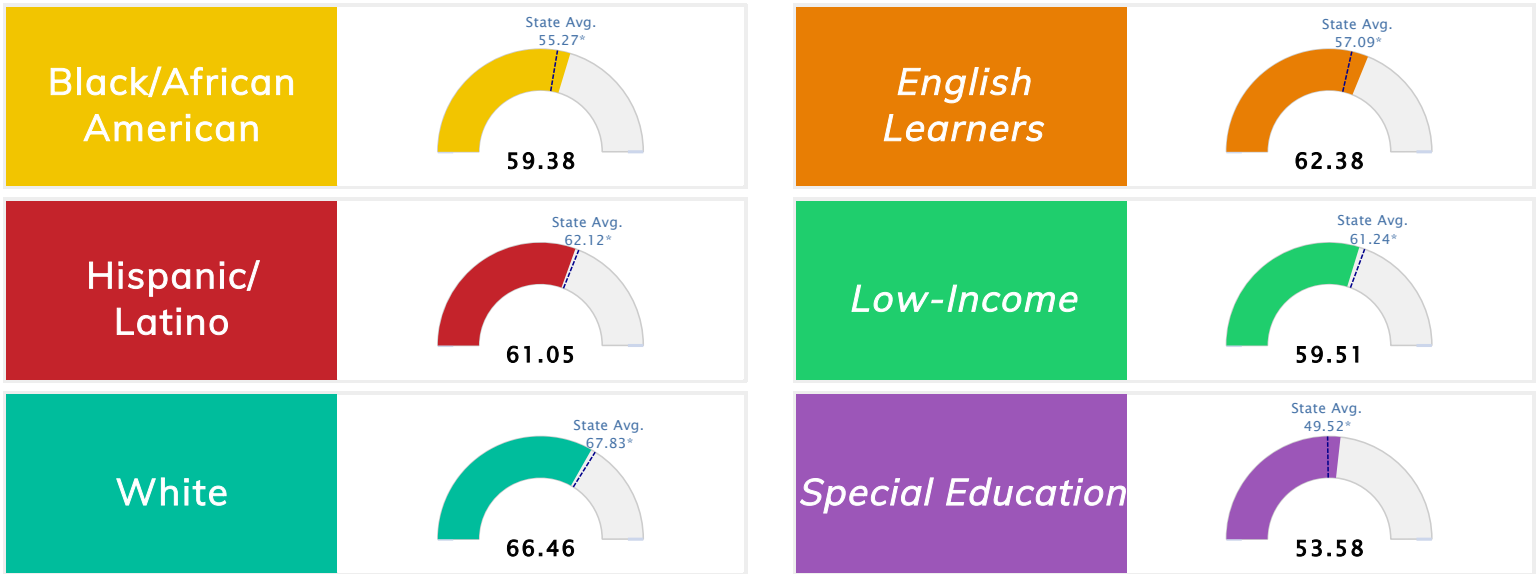 Black/African
American
State Avg.
55.27*
59.38
English
Learners
State Avg.
57.09*
62.38
Hispanic/
Latino
State Avg.
62.12*
61.05
Low-Income
State Avg.
61.24*
59.51
White
State Avg.
67.83*
66.46
Special Education
State Avg.
49.52*
53.58